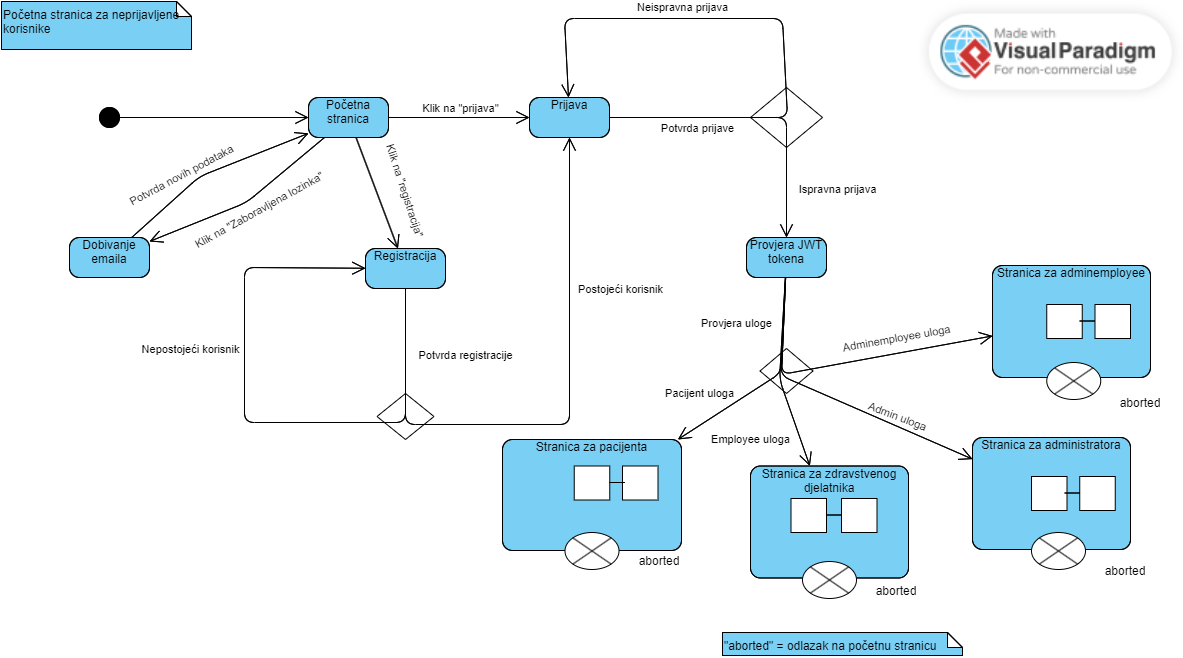 Početna stranica za neprijavljene
korisnike
Neispravna prijava
Made with
VisualParadigm
For non-commercial use
Početna
stranica
Klik na "prijava"
Prijava
Potvrda prijave
Potvrda novih podataka
Klik na "Zaboravljena lozinka"
Klik na "registracija"
Ispravna prijava
Dobivanje
emaila
Registracija
Provjera JWT
tokena
Stranica za adminemployee
Postojeći korisnik
Provjera uloge
Nepostojeći korisnik
Potvrda registracije
Adminemployee uloga
Pacijent uloga
aborted
Admin uloga
Employee uloga
Stranica za pacijenta
Stranica za administratora
Stranica za zdravstvenog
djelatnika
aborted
aborted
aborted
"aborted" = odlazak na početnu stranicu